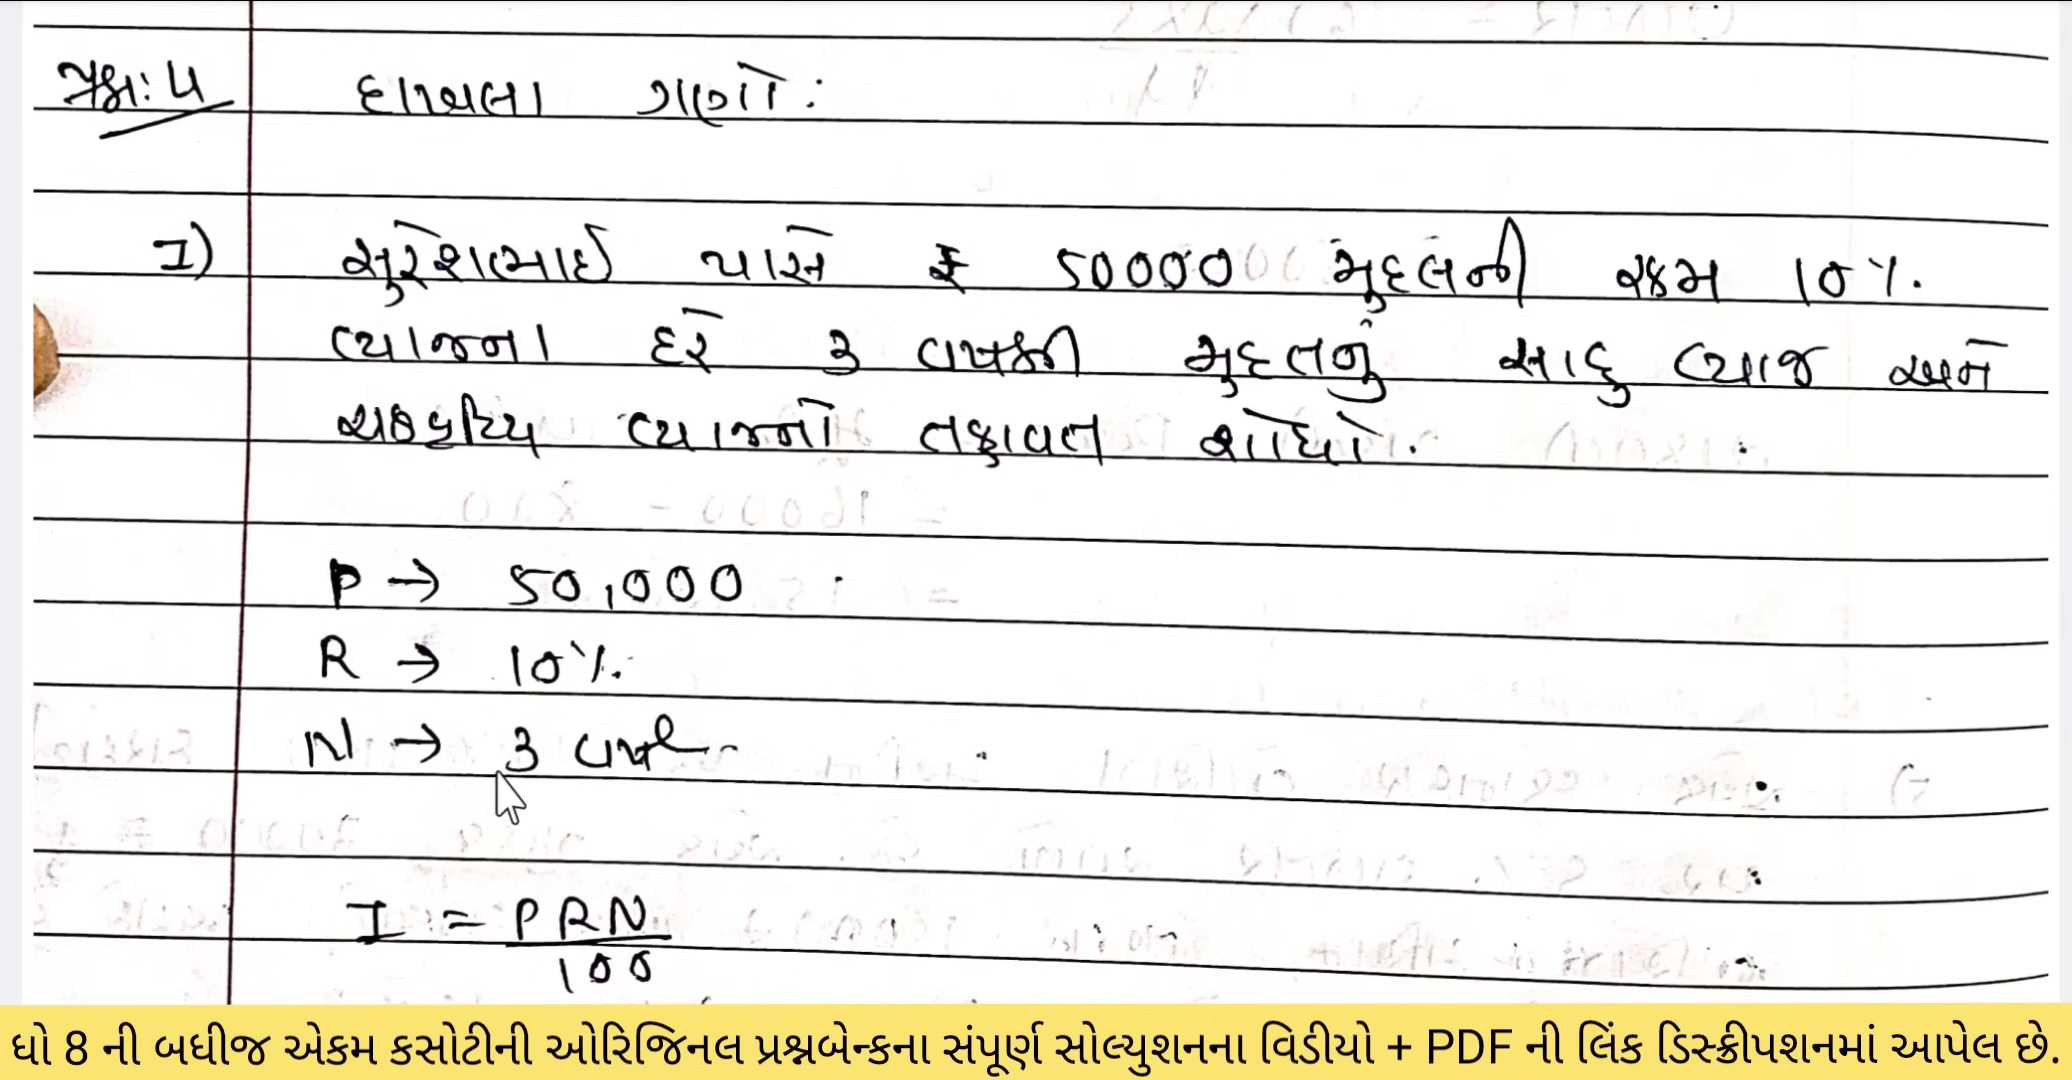 પ્રશ્ન: 5 દાખલા ગણો:
I) સુરેશભાઈ પાસે ₹ 50000 મુદ્દલની રકમ 10%
વ્યાજના દરે 3 વર્ષની મુદતનું સાદુ વ્યાજ અને
ચક્રવૃદ્ધિ વ્યાજનો તફાવત શોધો.
P → 50,000
R → 10%
N → 3 વર્ષ
I = PRN
100
ધો 8 ની બધીજ એકમ કસોટીની ઓરિજિનલ પ્રશ્નબેન્કના સંપૂર્ણ સોલ્યુશનના વિડીયો + PDF ની લિંક ડિસ્ક્રીપશનમાં આપેલ છે.